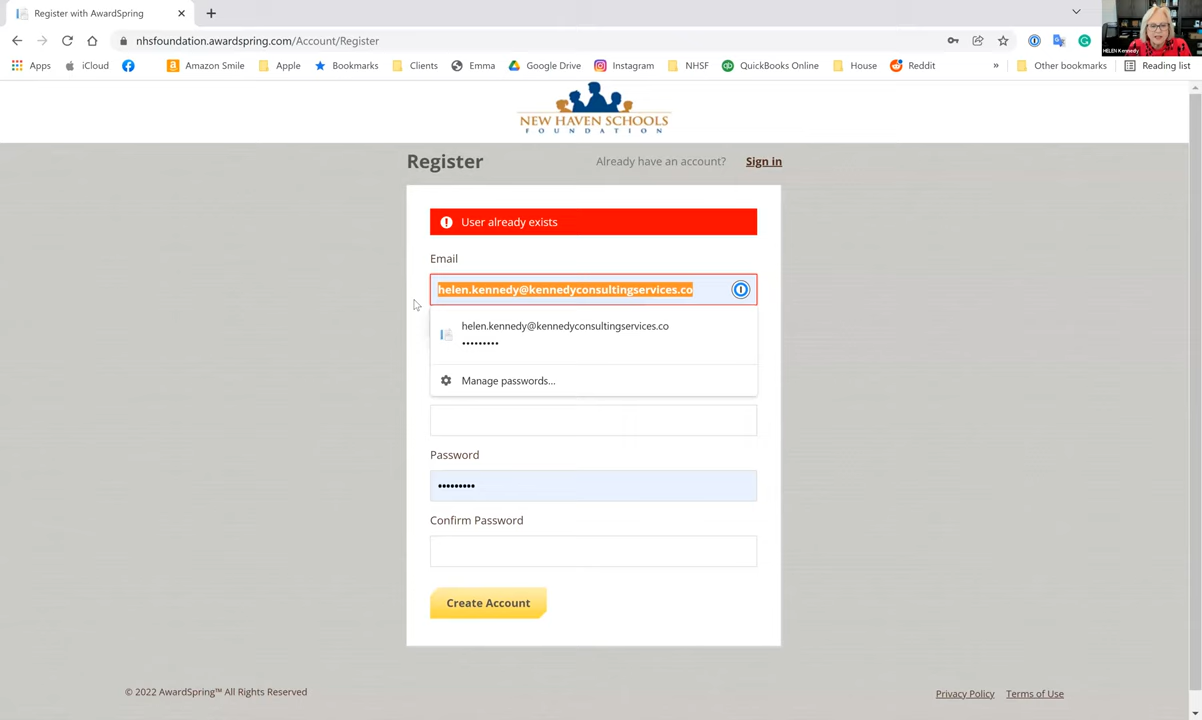 Register with AwardSpring
HELEN Kennedy
nhsfoundation.awardspring.com/Account/Register
Apps
iCloud
Amazon Smile
Apple
Bookmarks
Clients
Emma
Google Drive
Instagram
NHSF
QuickBooks Online
House
Reddit
»
Other bookmarks
Reading list
NEW HAVEN SCHOOLS
FOUNDATION
Register
Already have an account?
Sign in
User already exists
Email
helen.kennedy@kennedyconsultingservices.co
helen.kennedy@kennedyconsultingservices.co
•••••••••
Manage passwords...
Password
•••••••••
Confirm Password
Create Account
© 2022 AwardSpring™ All Rights Reserved
Privacy Policy
Terms of Use